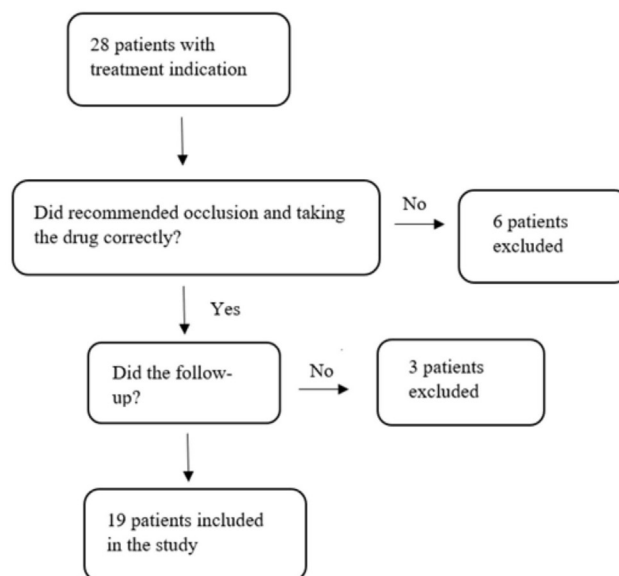 28 patients with
treatment indication
Did recommended occlusion and taking
the drug correctly?
No
6 patients
excluded
Yes
Did the follow-
up?
No
3 patients
excluded
19 patients included
in the study